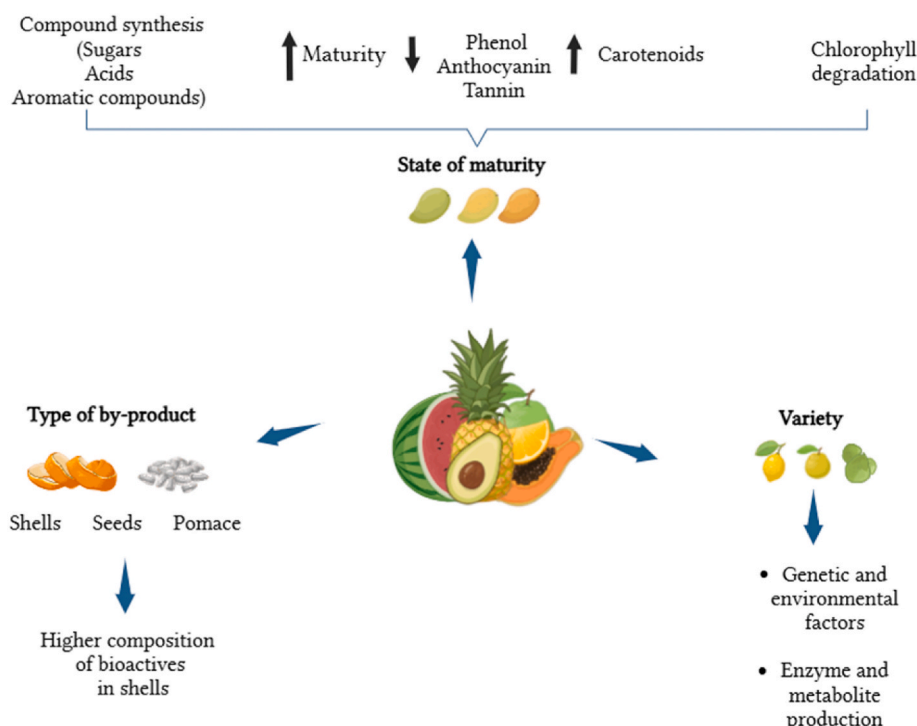 Compound synthesis
(Sugars
Acids
Aromatic compounds)
Maturity
Phenol
Anthocyanin
Tannin
Carotenoids
Chlorophyll
degradation
State of maturity
Type of by-product
Shells Seeds Pomace
Higher composition
of bioactives
in shells
Variety
• Genetic and
environmental
factors
• Enzyme and
metabolite
production